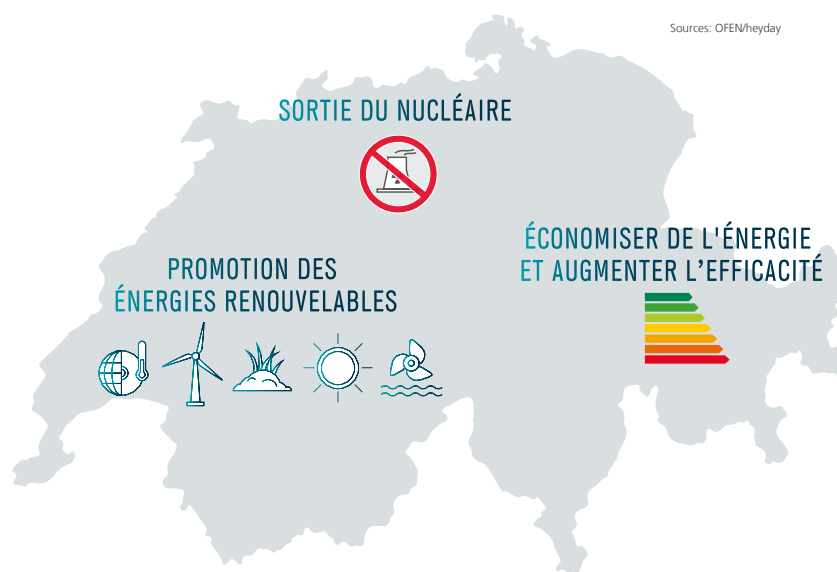 Sources: OFEN/heyday
SORTIE DU NUCLÉAIRE
ÉCONOMISER DE L'ÉNERGIE
ET AUGMENTER L’EFFICACITÉ
PROMOTION DES
ÉNERGIES RENOUVELABLES